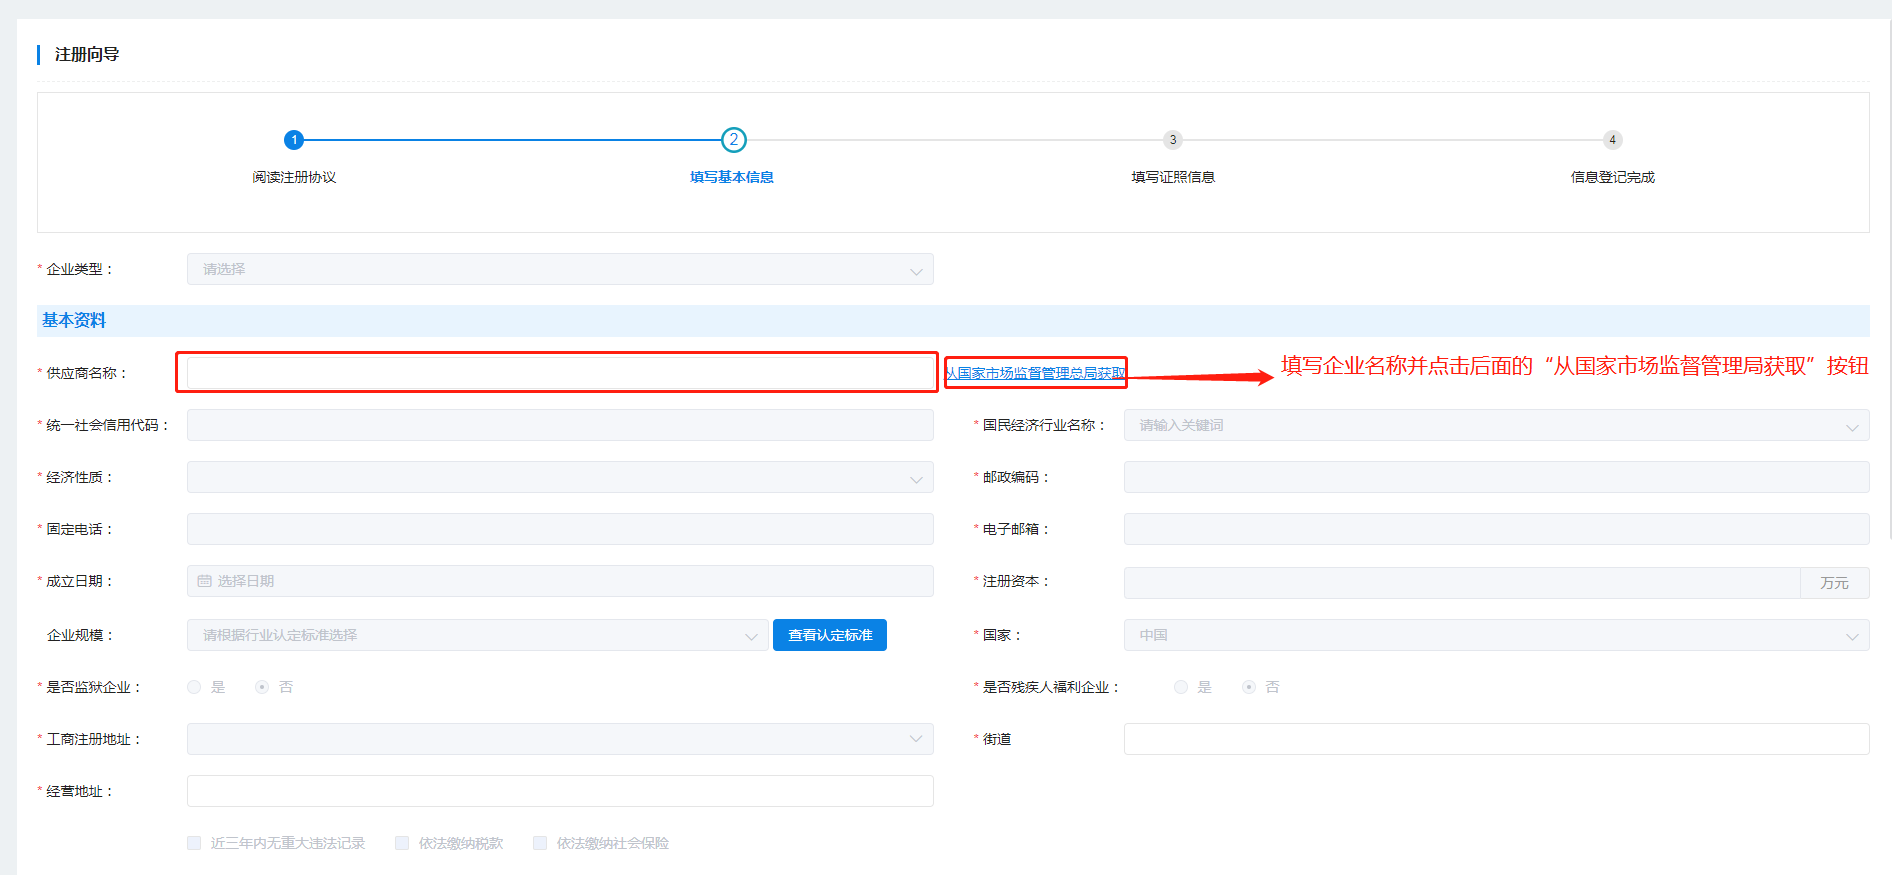 注册向导
1
2
3
4
阅读注册协议
填写基本信息
填写证照信息
信息登记完成
* 企业类型：
请选择
基本资料
* 供应商名称：
从国家市场监督管理总局获取
填写企业名称并点击后面的“从国家市场监督管理局获取”按钮
* 统一社会信用代码：
* 国民经济行业名称：
请输入关键词
* 经济性质：
* 邮政编码：
* 固定电话：
* 电子邮箱：
* 成立日期：
选择日期
* 注册资本：
万元
企业规模：
请根据行业认定标准选择
查看认定标准
* 国家：
中国
* 是否监狱企业：
是
否
* 是否残疾人福利企业：
是
否
* 工商注册地址：
* 街道
* 经营地址：
近三年内无重大违法记录
依法缴纳税款
依法缴纳社会保险